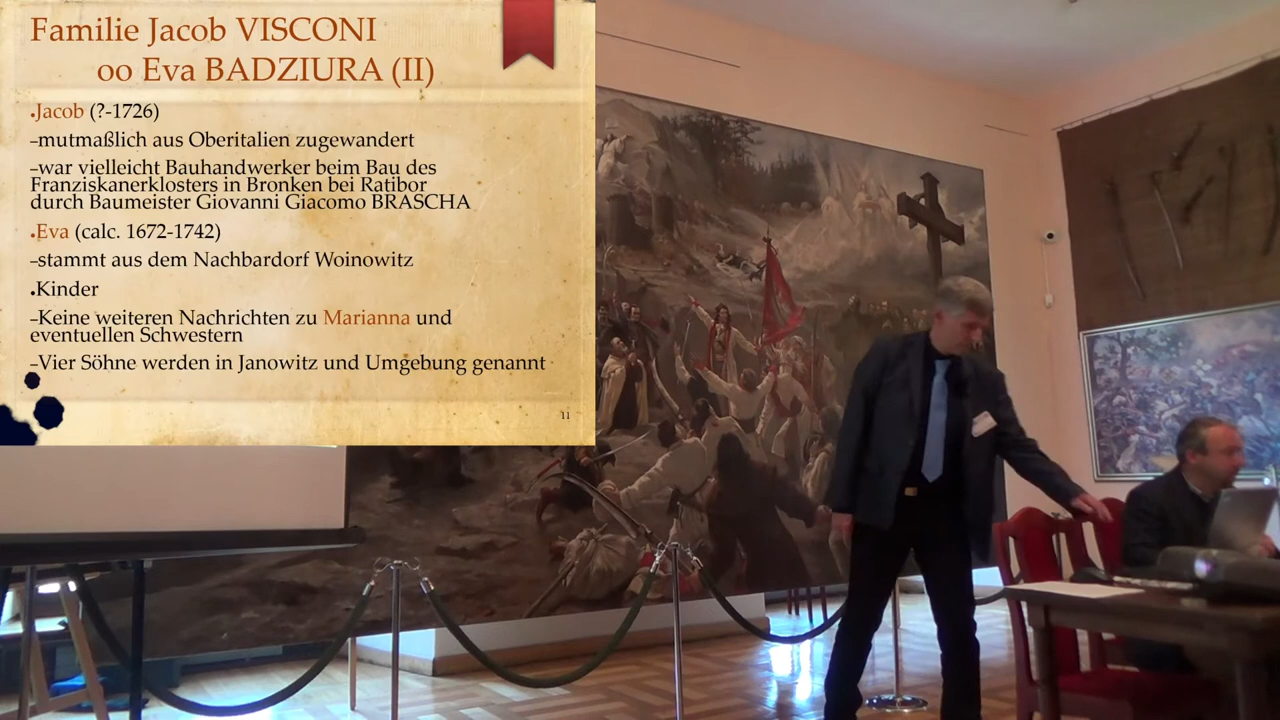 Familie Jacob VISCONI
oo Eva BADZIURA (II)
•Jacob (?-1726)
–mutmaßlich aus Oberitalien zugewandert
–war vielleicht Bauhandwerker beim Bau des
Franziskanerklosters in Bronken bei Ratibor
durch Baumeister Giovanni Giacomo BRASCHA
•Eva (calc. 1672-1742)
–stammt aus dem Nachbardorf Woinowitz
•Kinder
–Keine weiteren Nachrichten zu Marianna und
eventuellen Schwestern
–Vier Söhne werden in Janowitz und Umgebung genannt
11